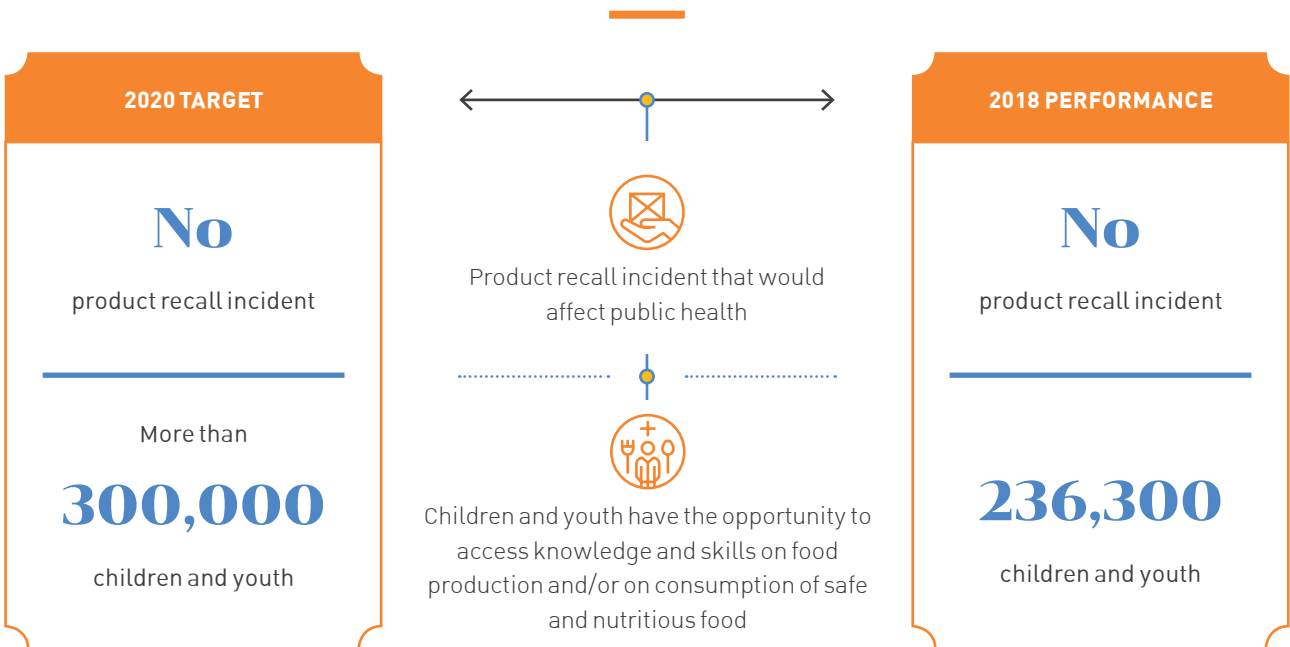 2020 TARGET
No
product recall incident
More than
300,000
children and youth
Product recall incident that would
affect public health
Children and youth have the opportunity to
access knowledge and skills on food
production and/or on consumption of safe
and nutritious food
2018 PERFORMANCE
No
product recall incident
236,300
children and youth